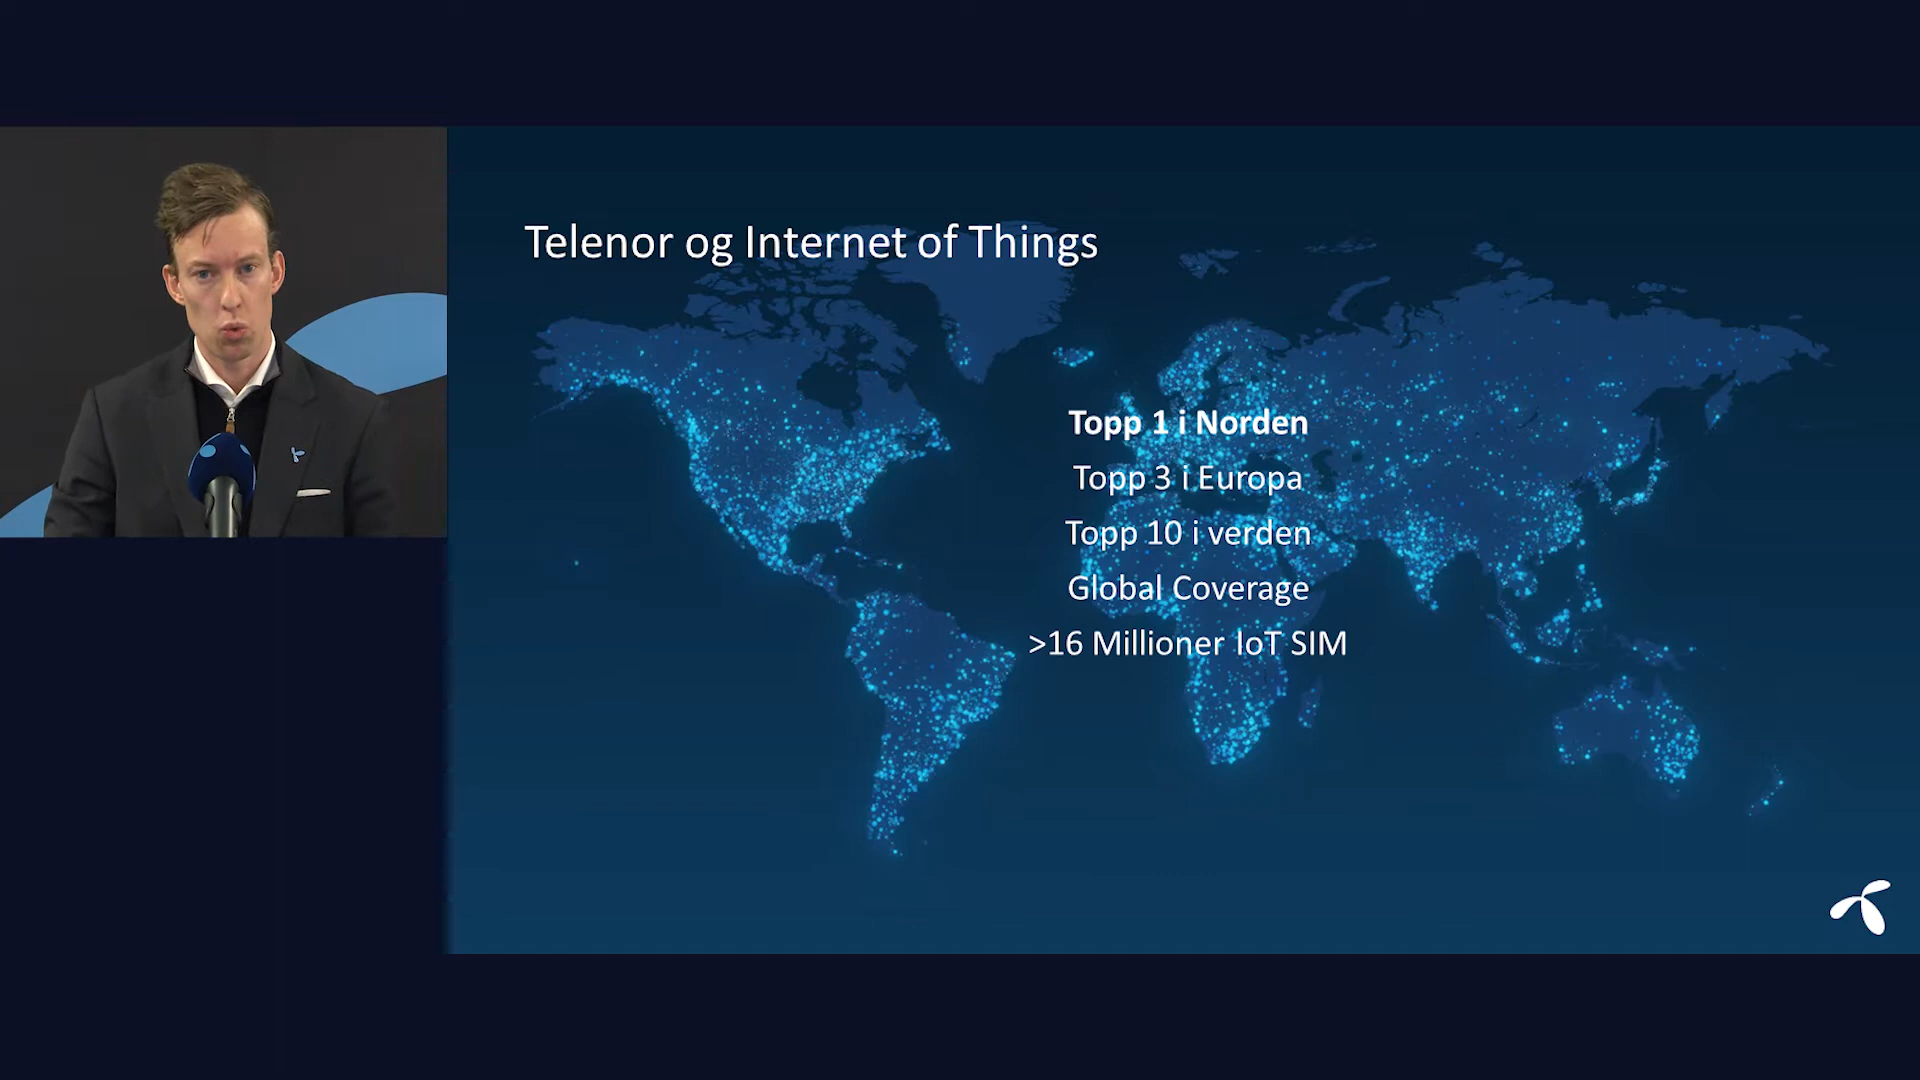 Telenor og Internet of Things
Topp 1 i Norden
Topp 3 i Europa
Topp 10 i verden
Global Coverage
>16 Millioner IoT SIM